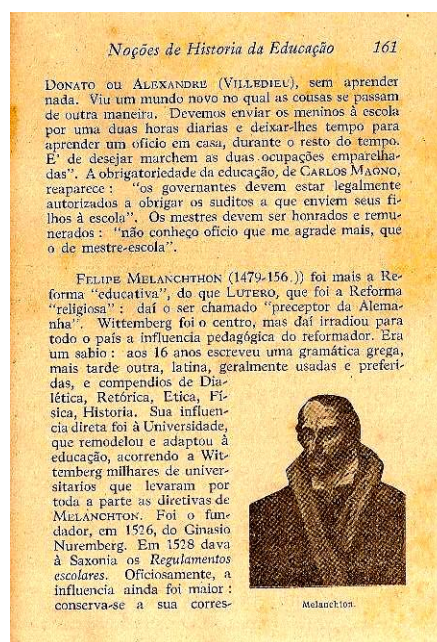 Noções de Historia da Educação 161
DONATO OU ALEXANDRE (VILLEDIEU), sem aprender
nada. Viu um mundo novo no qual as cousas se passam
de outra maneira. Devemos enviar os meninos à escola
por uma duas horas diarias e deixar-lhes tempo para
aprender um oficio em casa, durante o resto do tempo.
E' de desejar marchem as duas ocupações emparelha-
das". A obrigatoriedade da educação, de CARLOS MAGNO,
reaparece : "os governantes devem estar legalmente
autorizados a obrigar os suditos a que enviem seus fi-
lhos à escola". Os mestres devem ser honrados e remu-
nerados : "não conheço oficio que me agrade mais, que
o de mestre-escola".
FELIPE MELANCHTHON (1479-156.)) foi mais a Re-
forma "educativa", do que LUTERO, que foi a Reforma
"religiosa" : daí o ser chamado "preceptor da Alema-
nha". Wittemberg foi o centro, mas daí irradiou para
todo o país a influencia pedagógica do reformador. Era
um sabio : aos 16 anos escreveu uma gramática grega,
mais tarde outra, latina, geralmente usadas e preferi-
das, e compendios de Dia-
lética, Retórica, Etica, Fí-
sica, Historia. Sua influen-
cia direta foi à Universidade,
que remodelou e adaptou à
educação, acorrendo a Wit-
temberg milhares de univer-
sitarios que levaram por
toda a parte as diretivas de
MELANCHTON. Foi o fun-
dador, em 1526, do Ginasio
Nuremberg. Em 1528 dava
à Saxonia os Regulamentos
escolares. Oficiosamente, a
influencia ainda foi maior :
conserva-se a sua corres-
Melanchton.